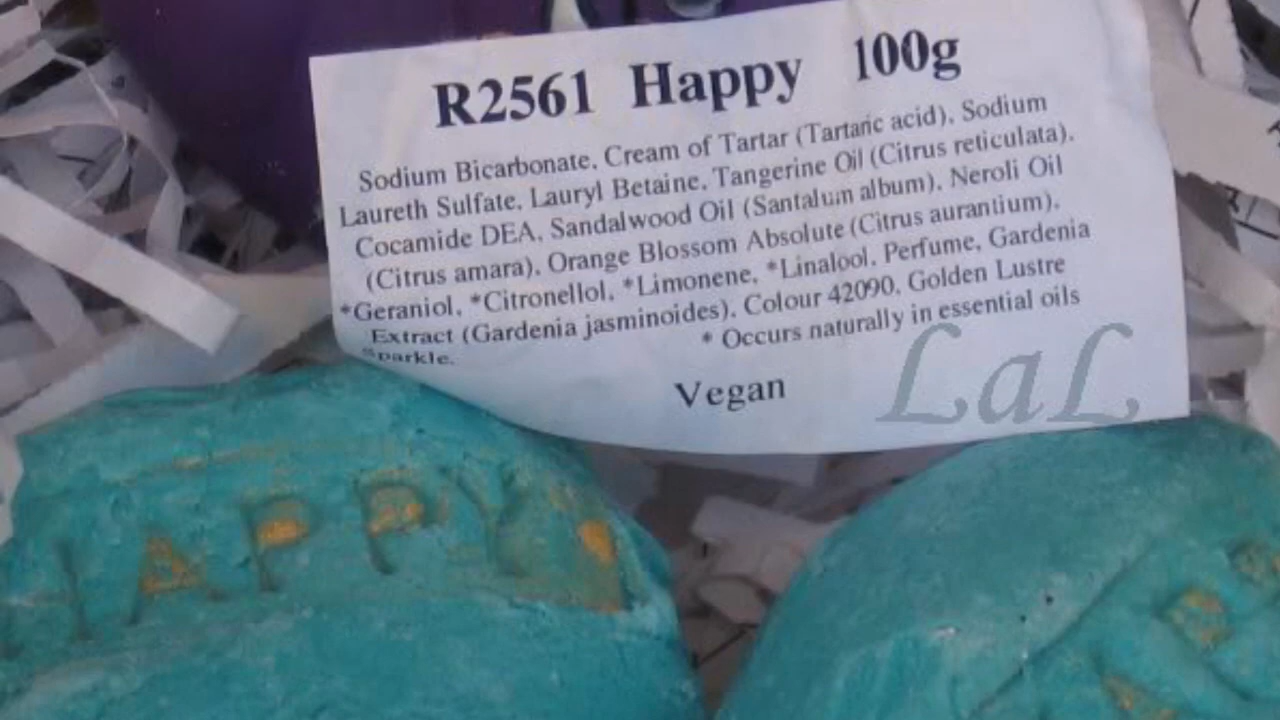 R2561 Happy 100g
Sodium Bicarbonate, Cream of Tartar (Tartaric acid), Sodium
Laureth Sulfate, Lauryl Betaine, Tangerine Oil (Citrus reticulata),
Cocamide DEA, Sandalwood Oil (Santalum album), Neroli Oil
(Citrus amara), Orange Blossom Absolute (Citrus aurantium),
*Geraniol, *Citronellol, *Limonene, *Linalool, Perfume, Gardenia
Extract (Gardenia jasminoides), Colour 42090, Golden Lustre
Sparkle. * Occurs naturally in essential oils
Vegan
LaL
HAPPY